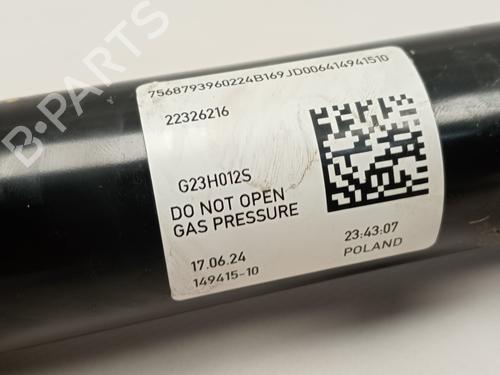 7568793960224B169JD006414941510
22326216
G23H012S
DO NOT OPEN
GAS PRESSURE
17.06.24
149415-10
23:43:07
POLAND
B-PARTS